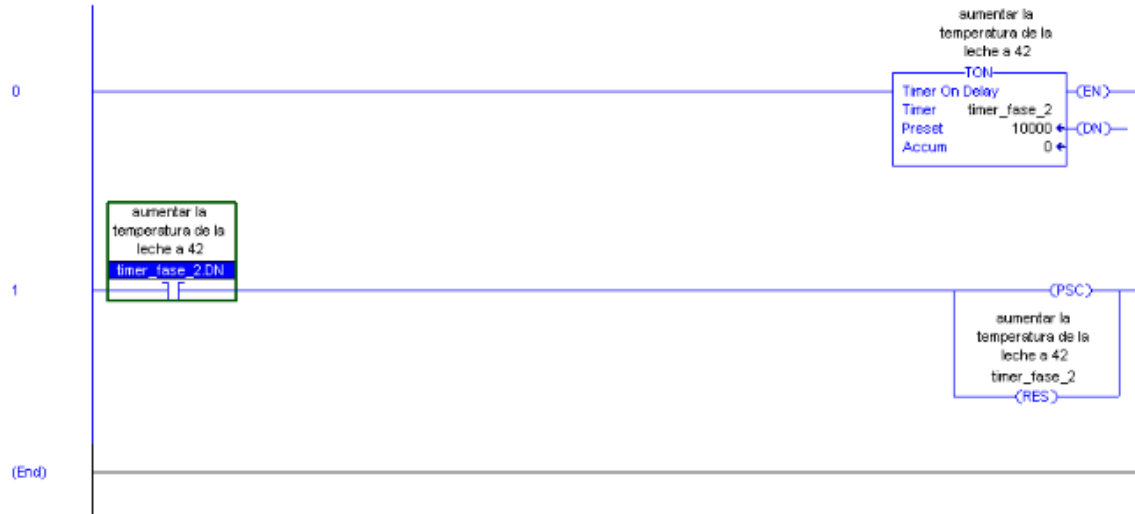 aumentar la
temperatura de la
leche a 42
0
TON
Timer On Delay
(EN)
Timer timer_fase_2
Preset 10000
(DN)
Accum 0
aumentar la
temperatura de la
leche a 42
timer_fase_2.DN
1
(PSC)
aumentar la
temperatura de la
leche a 42
timer_fase_2
(RES)
(End)